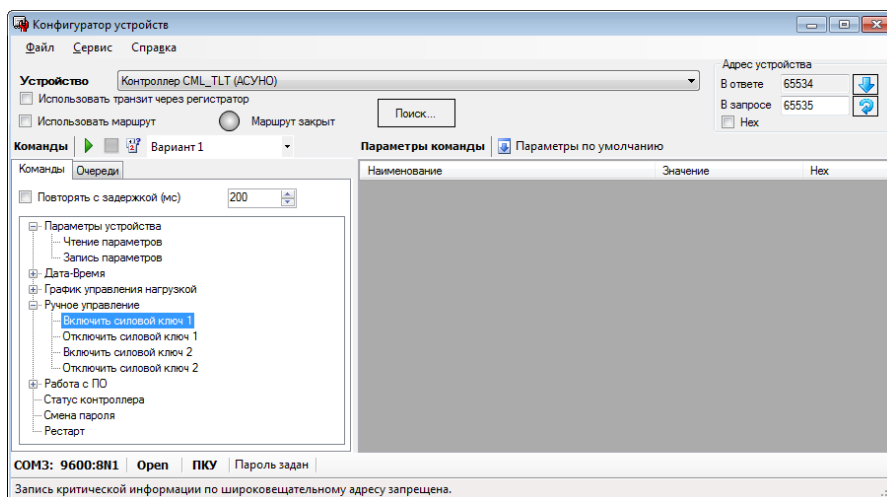 Конфигуратор устройств
Файл Сервис Справка
Адрес устройства
Устройство Контроллер CML_TLT (АСУНО)
В ответе 65534
Использовать транзит через регистратор
В запросе 65535
Использовать маршрут Маршрут закрыт Поиск...
Hex
Команды Вариант 1 Параметры команды Параметры по умолчанию
Команды Очереди Наименование Значение Hex
Повторять с задержкой (мс) 200
Параметры устройства
Чтение параметров
Запись параметров
Дата-Время
График управления нагрузкой
Ручное управление
Включить силовой ключ 1
Отключить силовой ключ 1
Включить силовой ключ 2
Отключить силовой ключ 2
Работа с ПО
Статус контроллера
Смена пароля
Рестарт
COM3: 9600:8N1 Open ПКУ Пароль задан
Запись критической информации по широковещательному адресу запрещена.